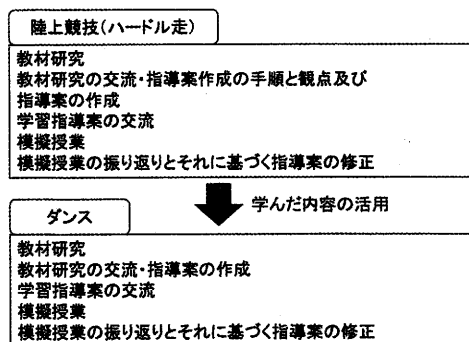 陸上競技(ハードル走)
教材研究
教材研究の交流・指導案作成の手順と観点及び
指導案の作成
学習指導案の交流
模擬授業
模擬授業の振り返りとそれに基づく指導案の修正
学んだ内容の活用
ダンス
教材研究
教材研究の交流・指導案の作成
学習指導案の交流
模擬授業
模擬授業の振り返りとそれに基づく指導案の修正